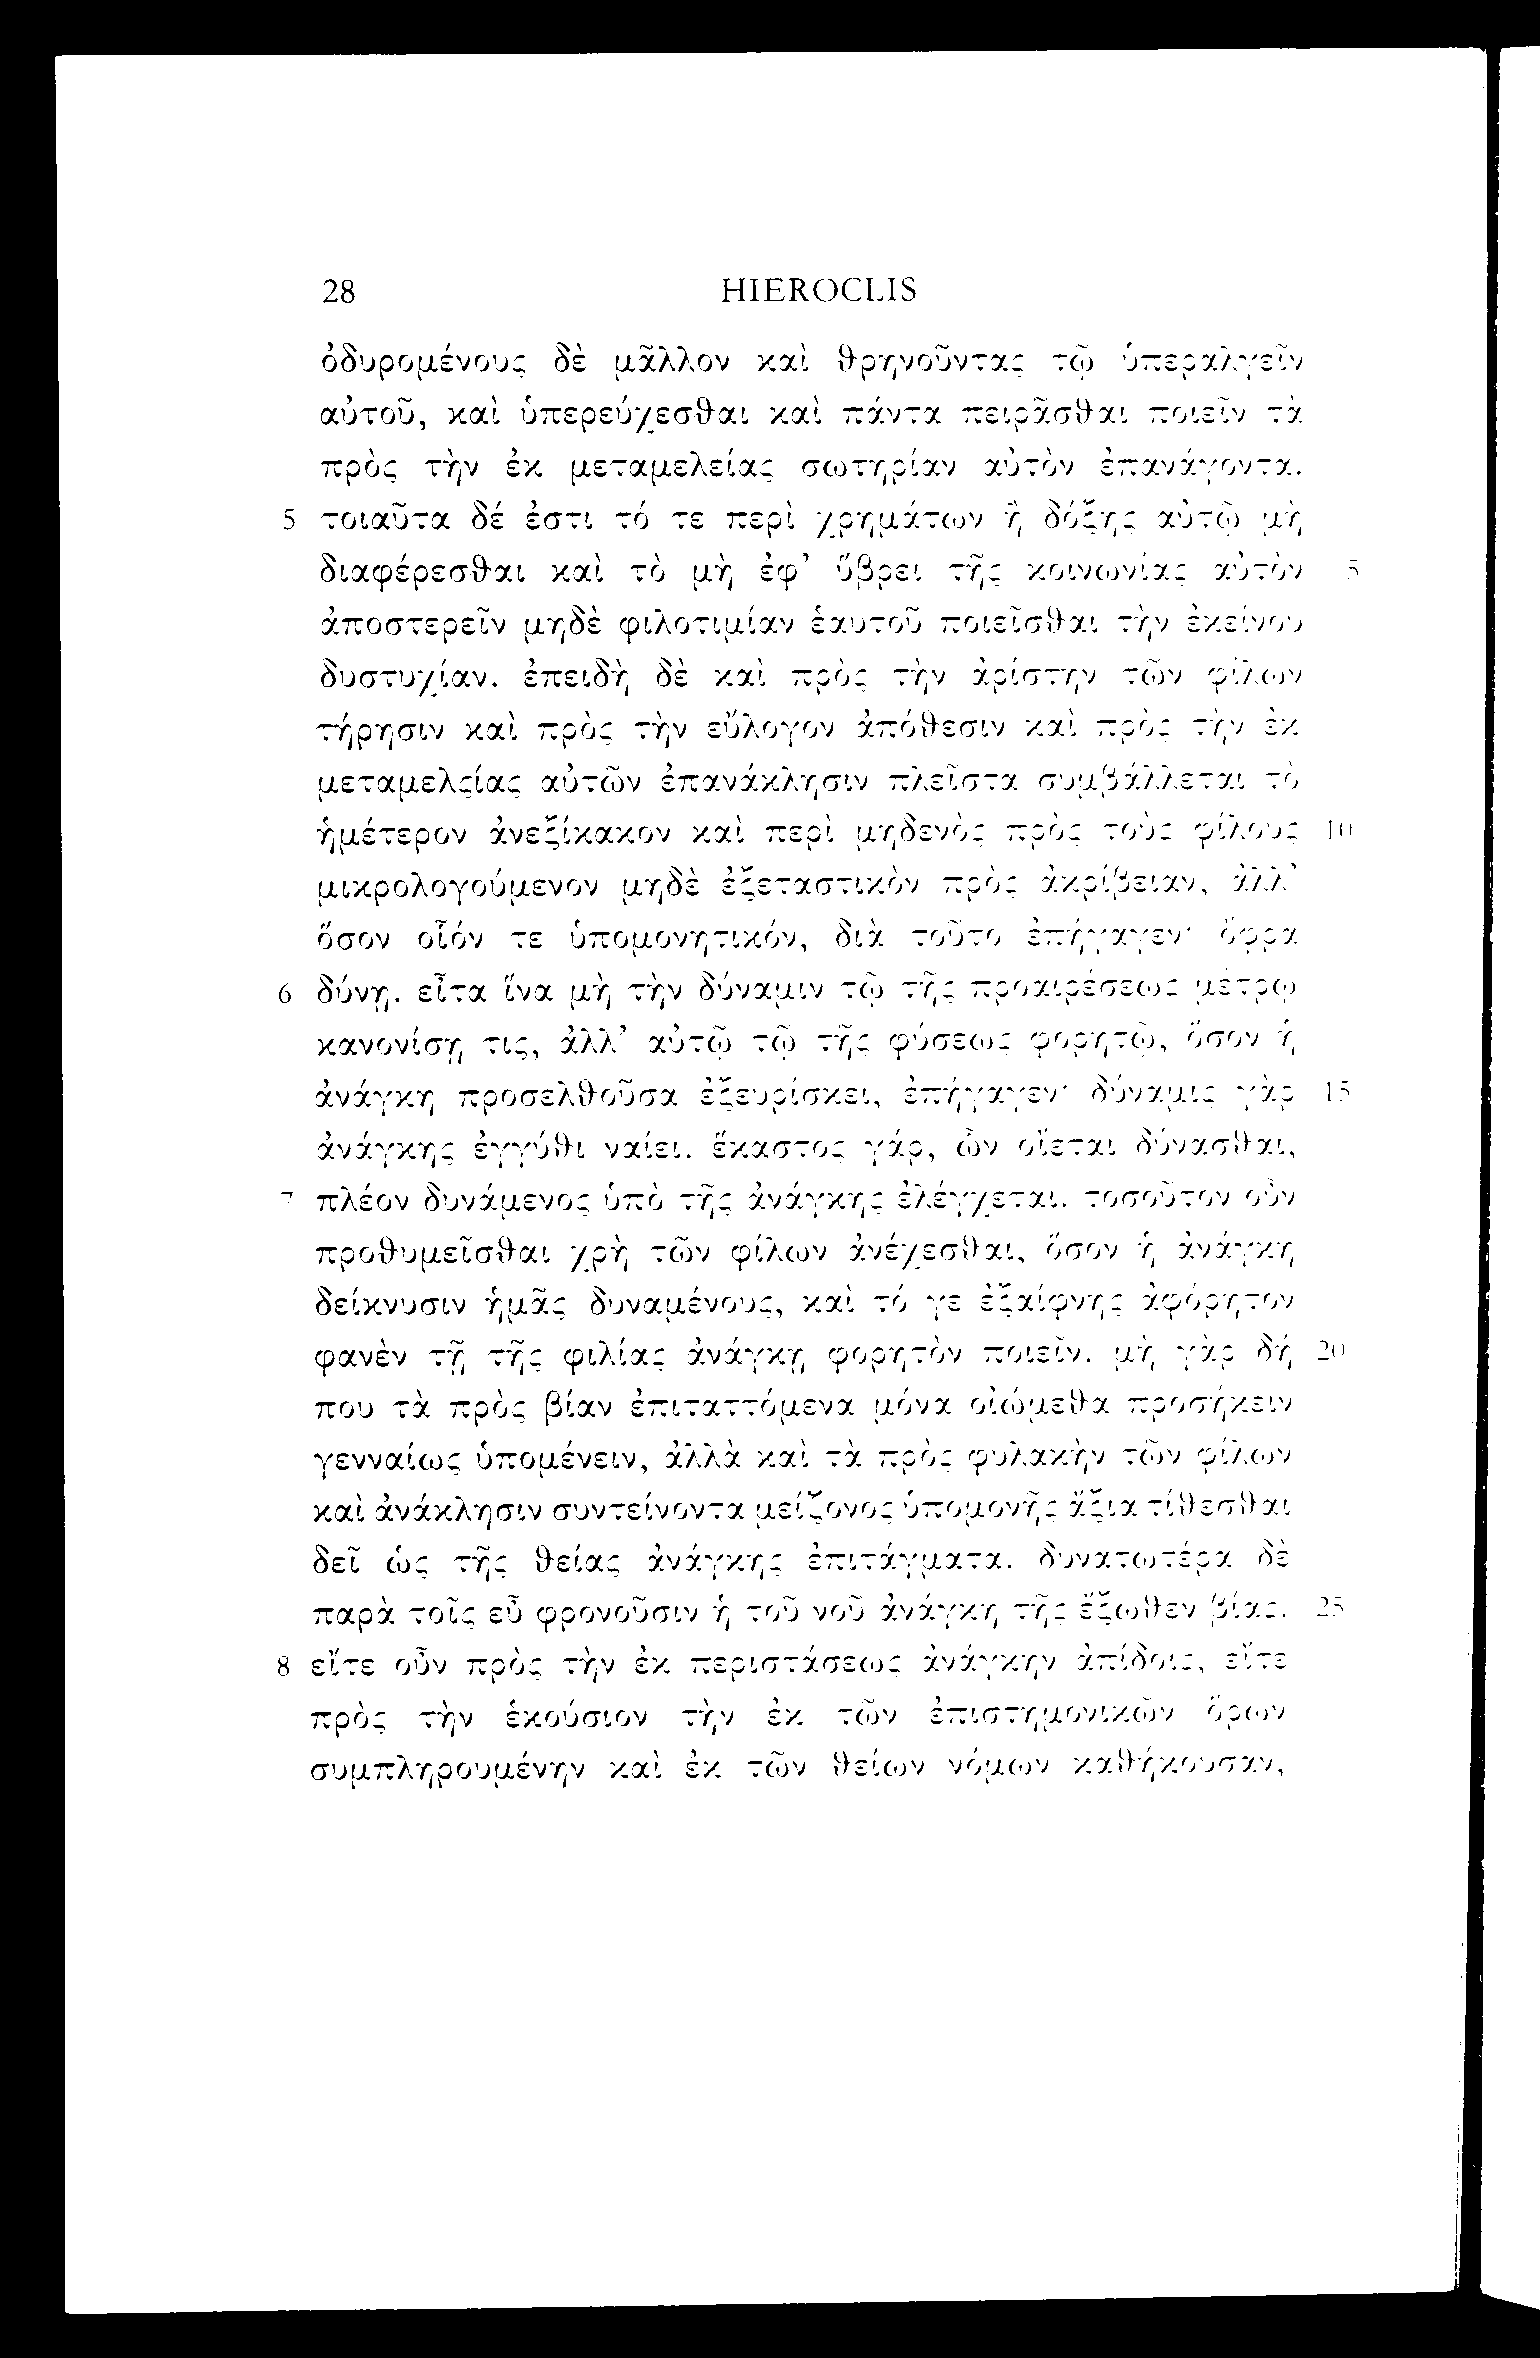 28 HIEROCLIS
ὀδυρομένους δὲ μᾶλλον καὶ θρηνοῦντας τῷ ὑπεραλγεῖν
αὐτοῦ, καὶ ὑπερεύχεσθαι καὶ πάντα πειρᾶσθαι ποιεῖν τὰ
πρὸς τὴν ἐκ μεταμελείας σωτηρίαν αὐτὸν ἐπανάγοντα.
5 τοιαῦτα δέ ἐστι τό τε περὶ χρημάτων ἢ δόξης αὐτῷ μὴ
διαφέρεσθαι καὶ τὸ μὴ ἐφ’ ὕβρει τῆς κοινωνίας αὐτὸν 5
ἀποστερεῖν μηδὲ φιλοτιμίαν ἑαυτοῦ ποιεῖσθαι τὴν ἐκείνου
δυστυχίαν. ἐπειδὴ δὲ καὶ πρὸς τὴν ἀρίστην τῶν φίλων
τήρησιν καὶ πρὸς τὴν εὔλογον ἀπόθεσιν καὶ πρὸς τὴν ἐκ
μεταμελείας αὐτῶν ἐπανάκλησιν πλεῖστα συμβάλλεται τὸ
ἡμέτερον ἀνεξίκακον καὶ περὶ μηδενὸς πρὸς τοὺς φίλους 10
μικρολογούμενον μηδὲ ἐξεταστικὸν πρὸς ἀκρίβειαν, ἀλλ’
ὅσον οἷόν τε ὑπομονητικόν, διὰ τοῦτο ἐπήγαγεν· ὄφρα
6 δύνῃ. εἶτα ἵνα μὴ τὴν δύναμιν τῷ τῆς προαιρέσεως μέτρῳ
κανονίσῃ τις, ἀλλ’ αὐτῷ τῷ τῆς φύσεως φορητῷ, ὅσον ἡ
ἀνάγκη προσελθοῦσα ἐξευρίσκει, ἐπήγαγεν· δύναμις γὰρ 15
ἀνάγκης ἐγγύθι ναίει. ἕκαστος γάρ, ὧν οἴεται δύνασθαι,
7 πλέον δυνάμενος ὑπὸ τῆς ἀνάγκης ἐλέγχεται. τοσοῦτον οὖν
προθυμεῖσθαι χρὴ τῶν φίλων ἀνέχεσθαι, ὅσον ἡ ἀνάγκη
δείκνυσιν ἡμᾶς δυναμένους, καὶ τό γε ἐξαίφνης ἀφόρητον
φανὲν τῇ τῆς φιλίας ἀνάγκῃ φορητὸν ποιεῖν. μὴ γὰρ δή 20
που τὰ πρὸς βίαν ἐπιταττόμενα μόνα οἰώμεθα προσήκειν
γενναίως ὑπομένειν, ἀλλὰ καὶ τὰ πρὸς φυλακὴν τῶν φίλων
καὶ ἀνάκλησιν συντείνοντα μείζονος ὑπομονῆς ἄξια τίθεσθαι
δεῖ ὡς τῆς θείας ἀνάγκης ἐπιτάγματα. δυνατωτέρα δὲ
παρὰ τοῖς εὖ φρονοῦσιν ἡ τοῦ νοῦ ἀνάγκη τῆς ἔξωθεν βίας. 25
8 εἴτε οὖν πρὸς τὴν ἐκ περιστάσεως ἀνάγκην ἀπίδοις, εἴτε
πρὸς τὴν ἑκούσιον τὴν ἐκ τῶν ἐπιστημονικῶν ὅρων
συμπληρουμένην καὶ ἐκ τῶν θείων νόμων καθήκουσαν,